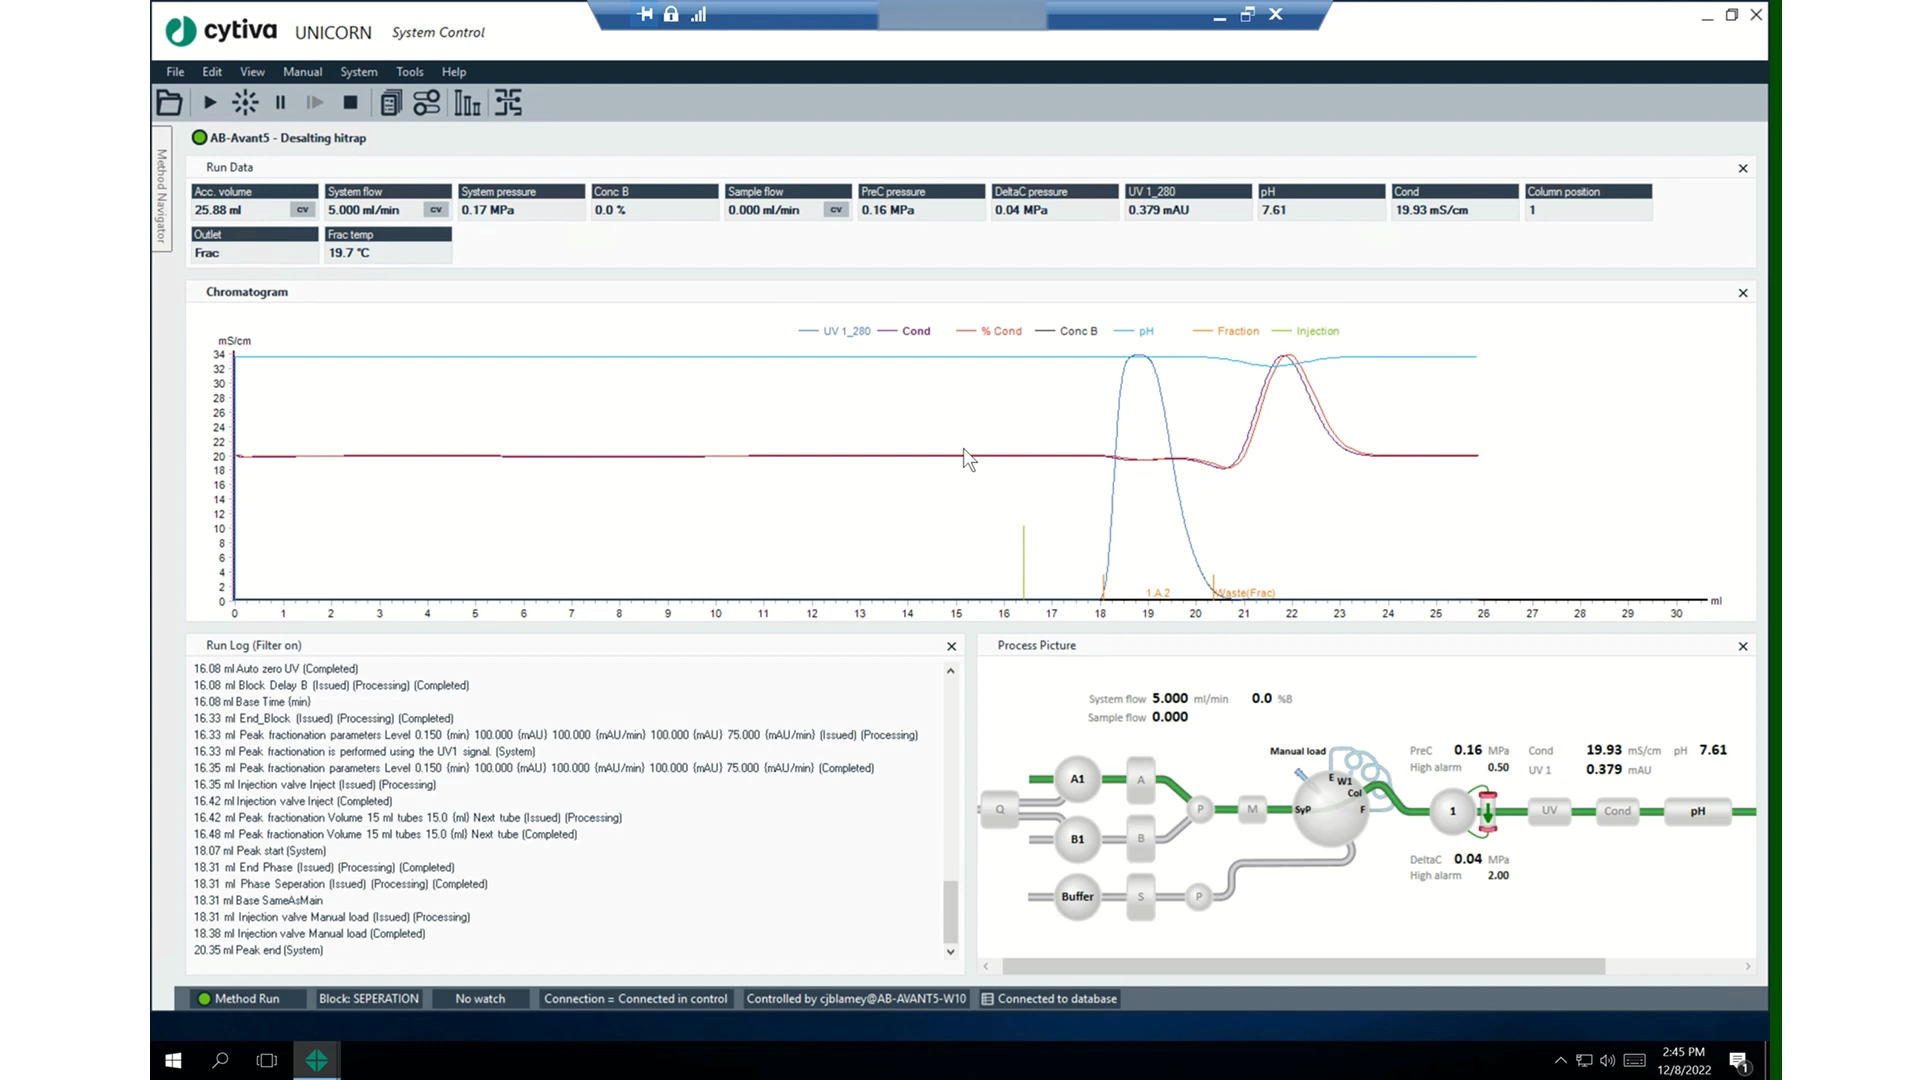 cytiva UNICORN System Control
File Edit View Manual System Tools Help
Method Navigator
AB-Avant5 - Desalting hitrap
Run Data
Acc. volume System flow System pressure Conc B Sample flow PreC pressure DeltaC pressure UV 1_280 pH Cond Column position
25.88 ml cv 5.000 ml/min cv 0.17 MPa 0.0 % 0.000 ml/min cv 0.16 MPa 0.04 MPa 0.379 mAU 7.61 19.93 mS/cm 1
Outlet Frac temp
Frac 19.7 °C
Chromatogram
UV 1_280 Cond % Cond Conc B pH Fraction Injection
mS/cm
34
32
30
28
26
24
22
20
18
16
14
12
10
8
6
4
2
0
1.A.2 Waste(Frac)
ml
0 1 2 3 4 5 6 7 8 9 10 11 12 13 14 15 16 17 18 19 20 21 22 23 24 25 26 27 28 29 30
Run Log (Filter on)
16.08 ml Auto zero UV (Completed)
16.08 ml Block Delay B (Issued) (Processing) (Completed)
16.08 ml Base Time {min}
16.33 ml End_Block (Issued) (Processing) (Completed)
16.33 ml Peak fractionation parameters Level 0.150 {min} 100.000 {mAU} 100.000 {mAU/min} 100.000 {mAU} 75.000 {mAU/min} (Issued) (Processing)
16.33 ml Peak fractionation is performed using the UV1 signal. (System)
16.35 ml Peak fractionation parameters Level 0.150 {min} 100.000 {mAU} 100.000 {mAU/min} 100.000 {mAU} 75.000 {mAU/min} (Completed)
16.35 ml Injection valve Inject (Issued) (Processing)
16.42 ml Injection valve Inject (Completed)
16.42 ml Peak fractionation Volume 15 ml tubes 15.0 {ml} Next tube (Issued) (Processing)
16.48 ml Peak fractionation Volume 15 ml tubes 15.0 {ml} Next tube (Completed)
18.07 ml Peak start (System)
18.31 ml End Phase (Issued) (Processing) (Completed)
18.31 ml Phase Seperation (Issued) (Processing) (Completed)
18.31 ml Base SameAsMain
18.31 ml Injection valve Manual load (Issued) (Processing)
18.38 ml Injection valve Manual load (Completed)
20.35 ml Peak end (System)
Process Picture
System flow 5.000 ml/min 0.0 %B
Sample flow 0.000
Manual load
PreC 0.16 MPa Cond 19.93 mS/cm pH 7.61
High alarm 0.50 UV 1 0.379 mAU
Q A1 A P M SyP E W1 Col F 1 UV Cond pH
B1 B
DeltaC 0.04 MPa
High alarm 2.00
Buffer S P
Method Run Block: SEPERATION No watch Connection = Connected in control Controlled by cjblamey@AB-AVANT5-W10 Connected to database
2:45 PM
12/8/2022
1